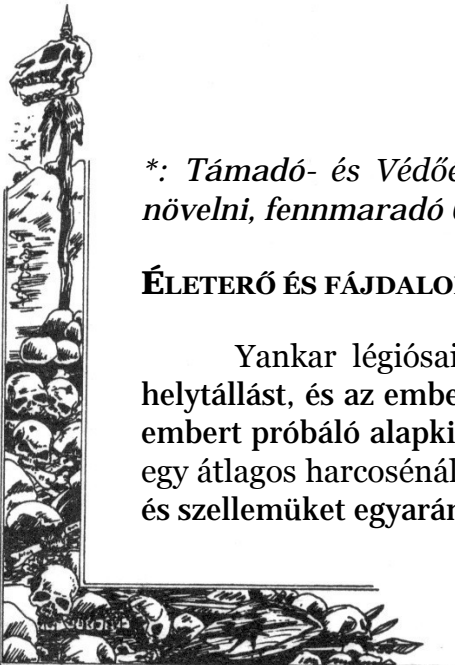 *: Támadó- és Védőe
növelni, fennmaradó
ÉLETERŐ ÉS FÁJDALO
Yankar légiósai
helytállást, és az embe
embert próbáló alapki
egy átlagos harcosénál
és szellemüket egyarán